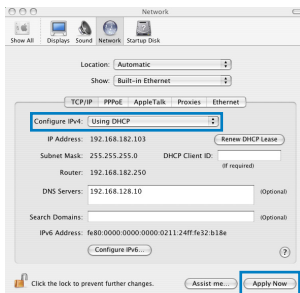 Network
Show All Displays Sound Network Startup Disk
Location: Automatic
Show: Built-in Ethernet
TCP/IP PPPoE AppleTalk Proxies Ethernet
Configure IPv4: Using DHCP
IP Address: 192.168.182.103 Renew DHCP Lease
Subnet Mask: 255.255.255.0 DHCP Client ID:
(If required)
Router: 192.168.182.250
DNS Servers: 192.168.128.10 (Optional)
Search Domains: (Optional)
IPv6 Address: fe80:0000:0000:0000:0211:24ff:fe32:b18e
Configure IPv6... ?
Click the lock to prevent further changes. Assist me... Apply Now